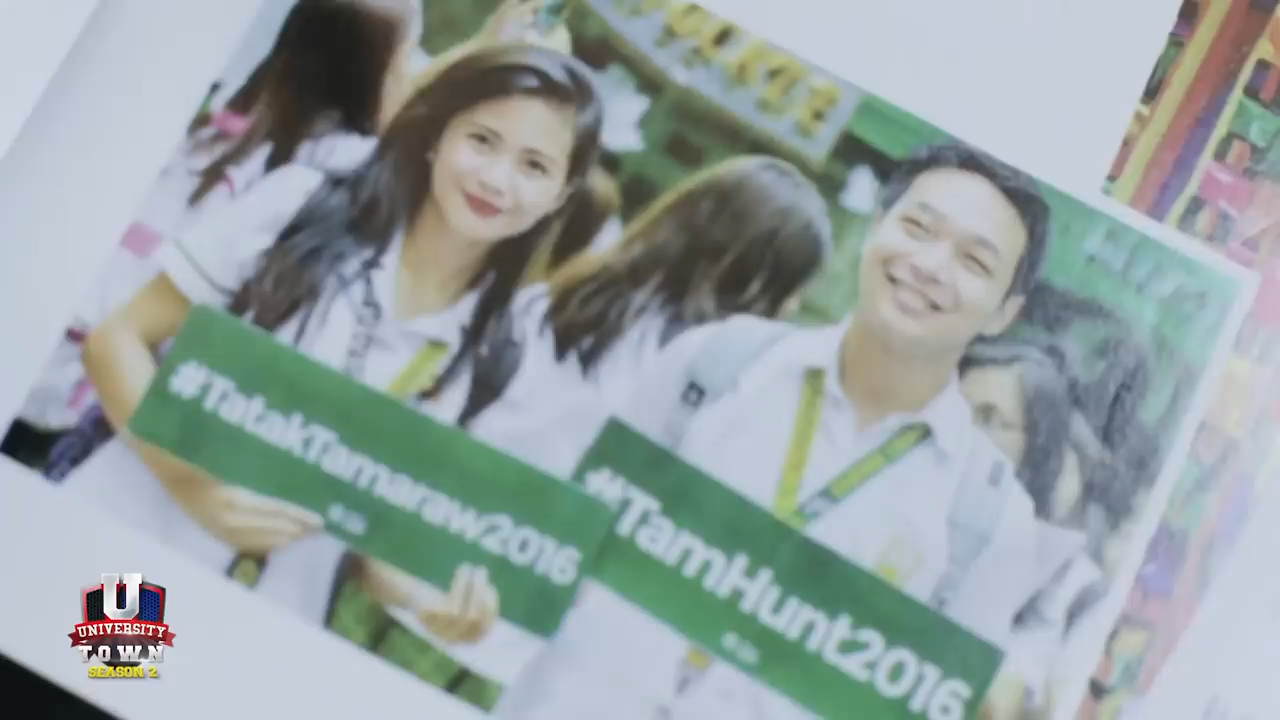 #TatakTamaraw2016
#TamHunt2016
U
UNIVERSITY
TOWN
SEASON 2